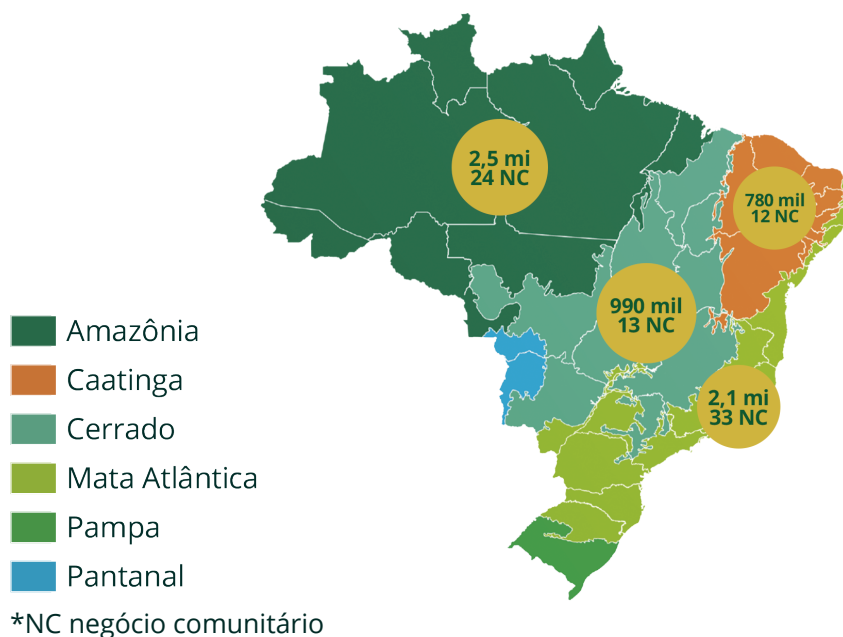 2,5 mi
24 NC
780 mil
12 NC
990 mil
13 NC
2,1 mi
33 NC
Amazônia
Caatinga
Cerrado
Mata Atlântica
Pampa
Pantanal
*NC negócio comunitário